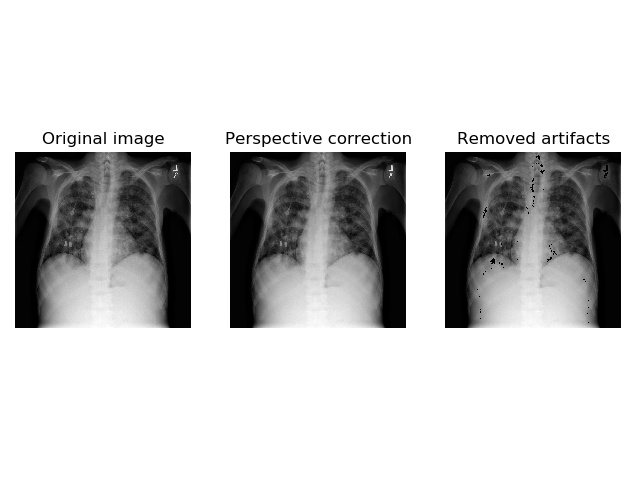 Original image
Perspective correction
Removed artifacts